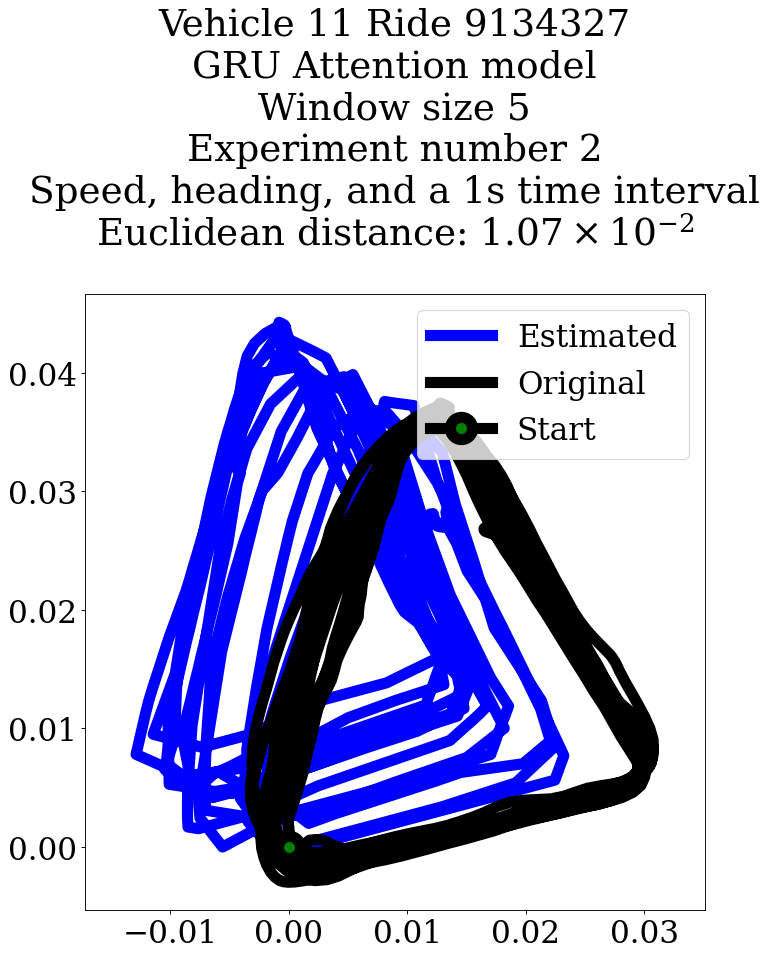 Vehicle 11 Ride 9134327
GRU Attention model
Window size 5
Experiment number 2
Speed, heading, and a 1s time interval
Euclidean distance: 1.07 × 10⁻²
Estimated
Original
Start
0.04
0.03
0.02
0.01
0.00
−0.01 0.00 0.01 0.02 0.03